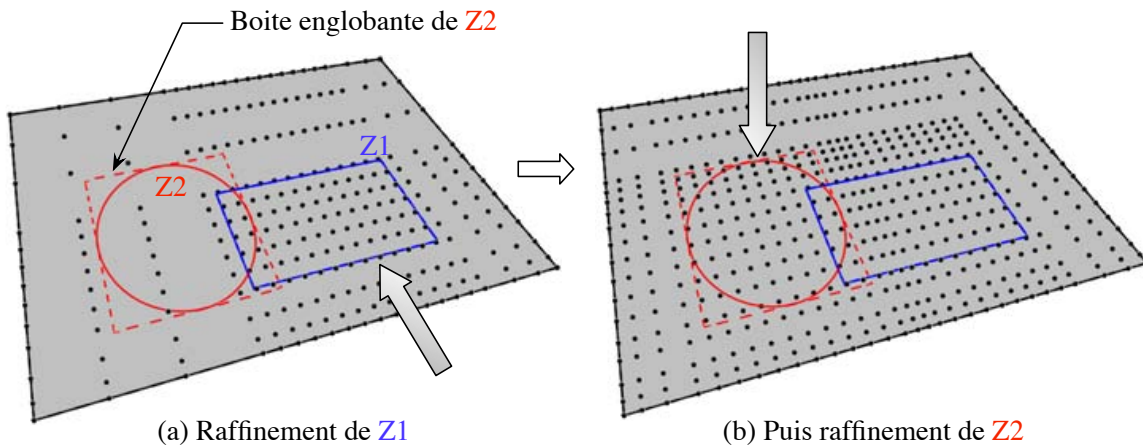 Boite englobante de Z2
Z1
Z2
(a) Raffinement de Z1
(b) Puis raffinement de Z2